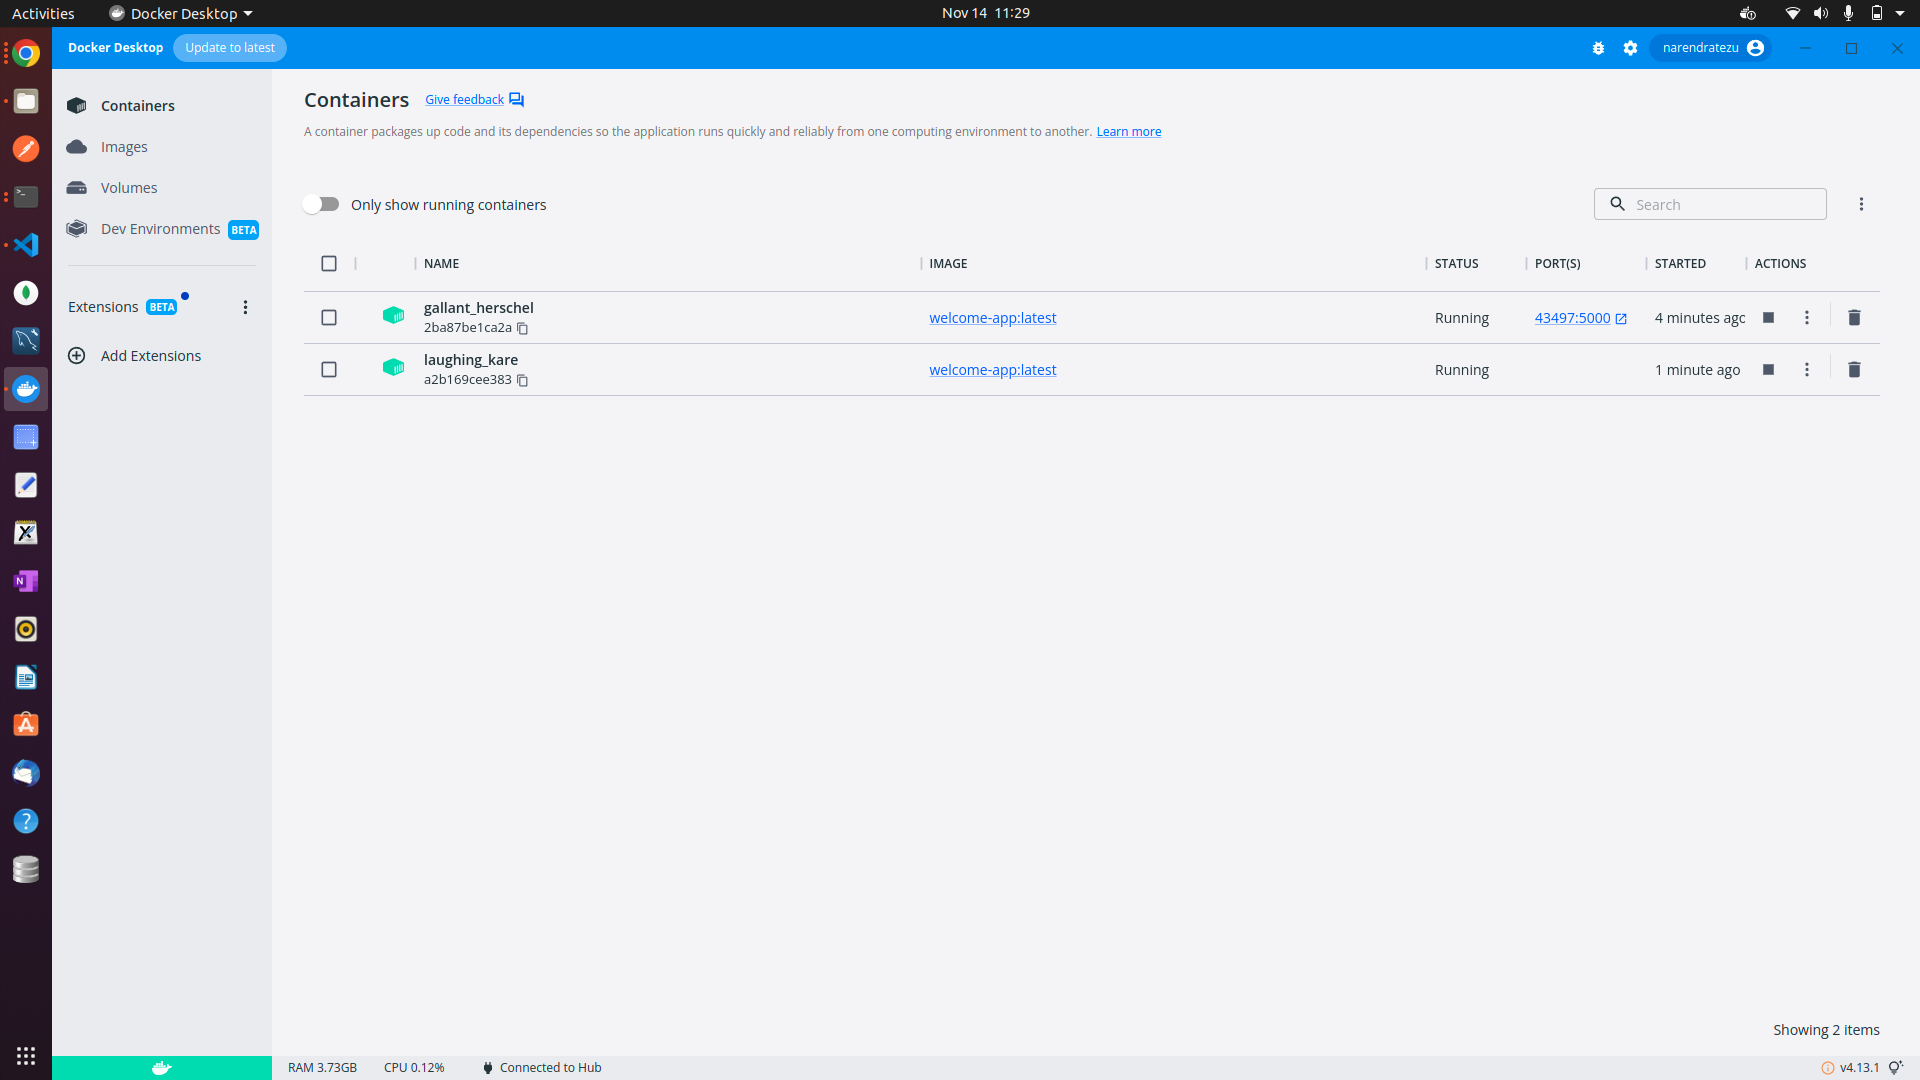 Activities Docker Desktop Nov 14 11:29
Docker Desktop Update to latest narendratezu
Containers
Images
Volumes
Dev Environments BETA
Extensions BETA
Add Extensions
Containers Give feedback
A container packages up code and its dependencies so the application runs quickly and reliably from one computing environment to another. Learn more
Only show running containers Search
NAME IMAGE STATUS PORT(S) STARTED ACTIONS
gallant_herschel
2ba87be1ca2a welcome-app:latest Running 43497:5000 4 minutes agc
laughing_kare
a2b169cee383 welcome-app:latest Running 1 minute ago
Showing 2 items
RAM 3.73GB CPU 0.12% Connected to Hub v4.13.1